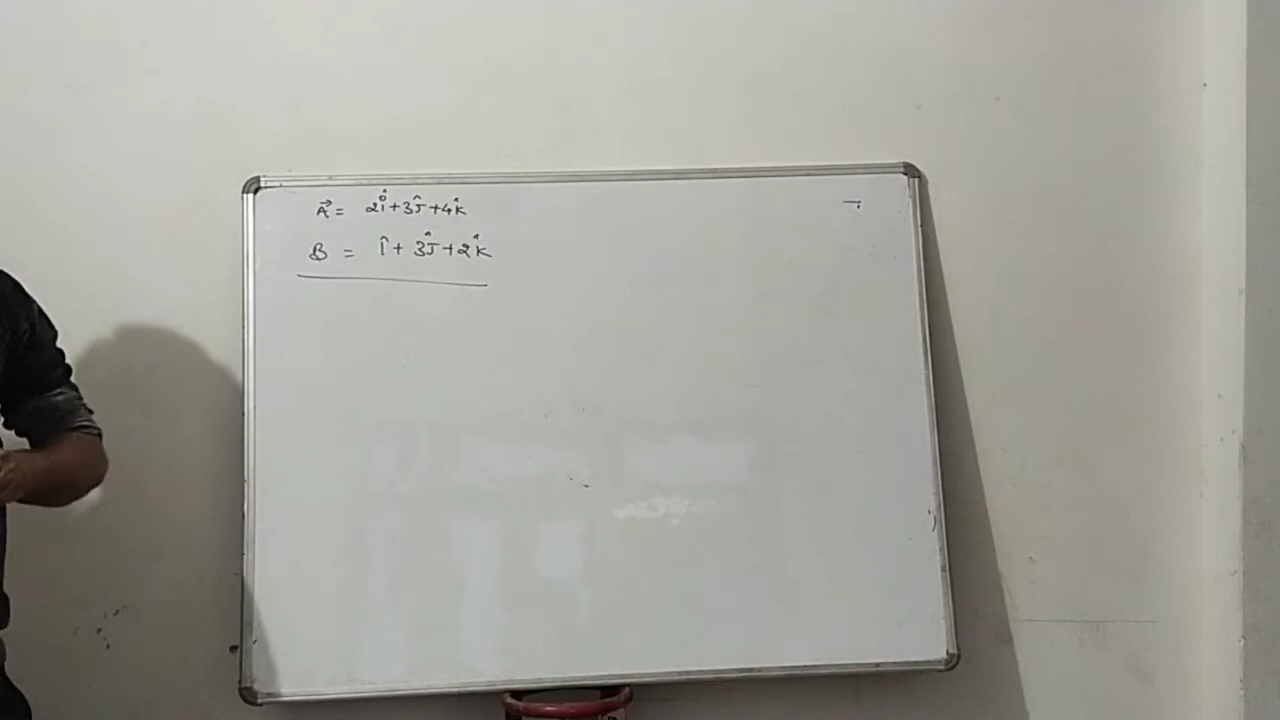 A⃗ = 2î+3ĵ+4k̂
B = î+3ĵ+2k̂